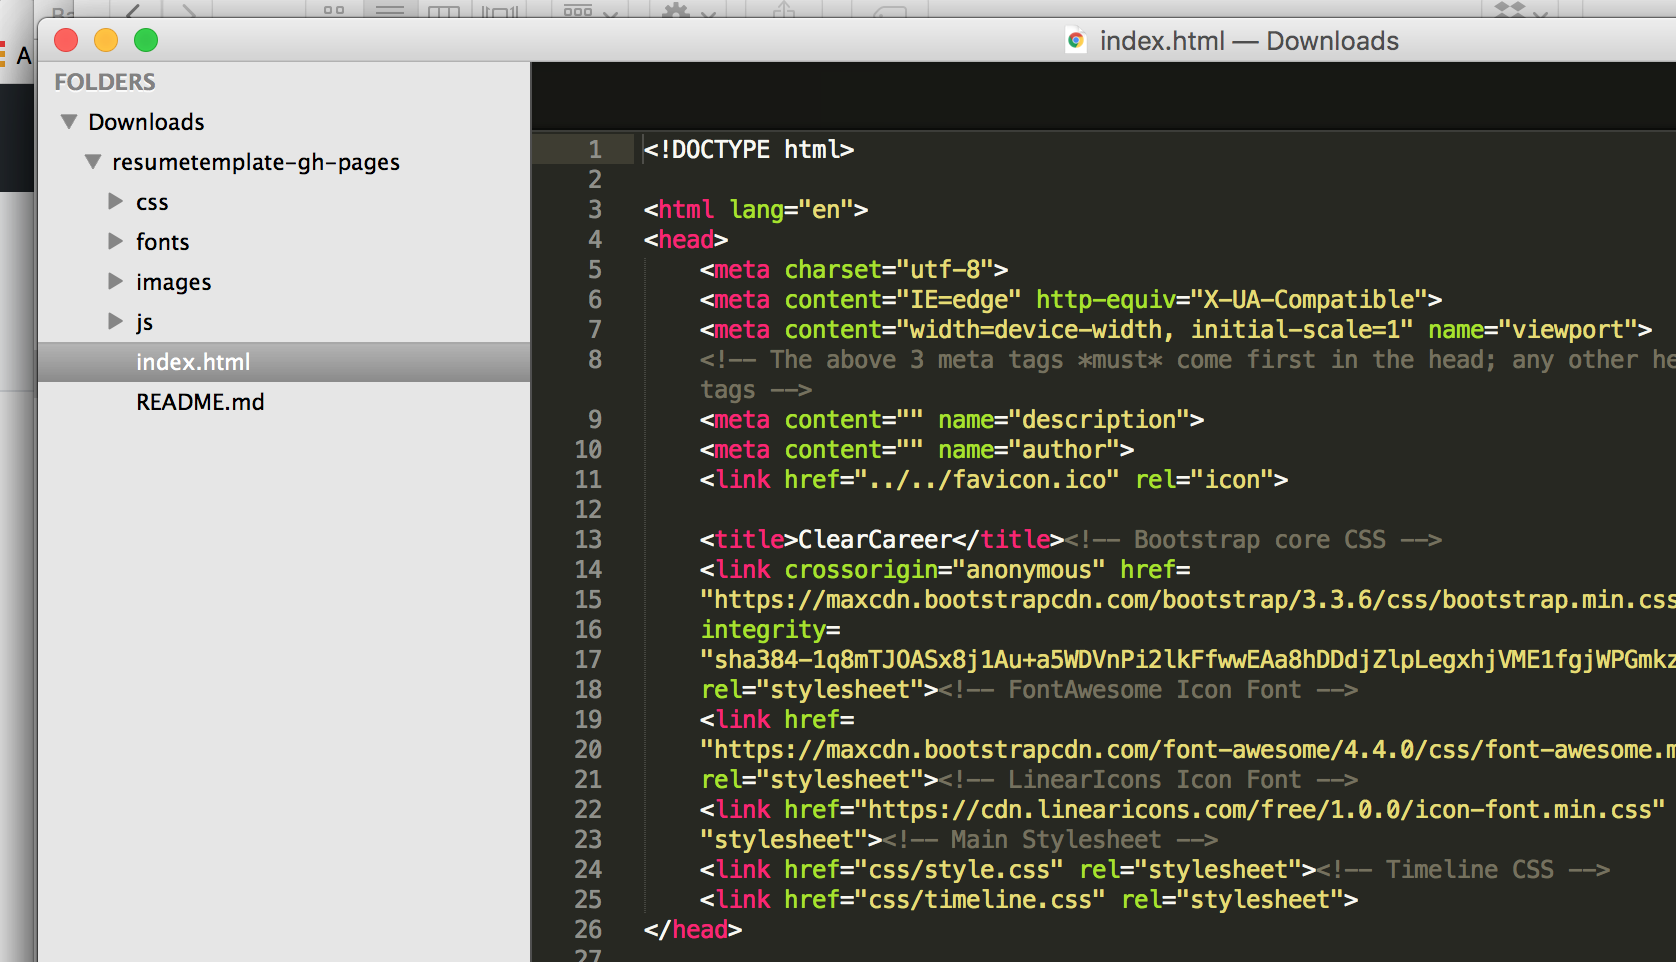 Ba
A
index.html — Downloads
FOLDERS
Downloads
resumetemplate-gh-pages
css
fonts
images
js
index.html
README.md
1 <!DOCTYPE html>
2
3 <html lang="en">
4 <head>
5 <meta charset="utf-8">
6 <meta content="IE=edge" http-equiv="X-UA-Compatible">
7 <meta content="width=device-width, initial-scale=1" name="viewport">
8 <!-- The above 3 meta tags *must* come first in the head; any other he
tags -->
9 <meta content="" name="description">
10 <meta content="" name="author">
11 <link href="../../favicon.ico" rel="icon">
12
13 <title>ClearCareer</title><!-- Bootstrap core CSS -->
14 <link crossorigin="anonymous" href=
15 "https://maxcdn.bootstrapcdn.com/bootstrap/3.3.6/css/bootstrap.min.css
16 integrity=
17 "sha384-1q8mTJOASx8j1Au+a5WDVnPi2lkFfwwEAa8hDDdjZlpLegxhjVME1fgjWPGmkz
18 rel="stylesheet"><!-- FontAwesome Icon Font -->
19 <link href=
20 "https://maxcdn.bootstrapcdn.com/font-awesome/4.4.0/css/font-awesome.m
21 rel="stylesheet"><!-- LinearIcons Icon Font -->
22 <link href="https://cdn.linearicons.com/free/1.0.0/icon-font.min.css"
23 "stylesheet"><!-- Main Stylesheet -->
24 <link href="css/style.css" rel="stylesheet"><!-- Timeline CSS -->
25 <link href="css/timeline.css" rel="stylesheet">
26 </head>
27